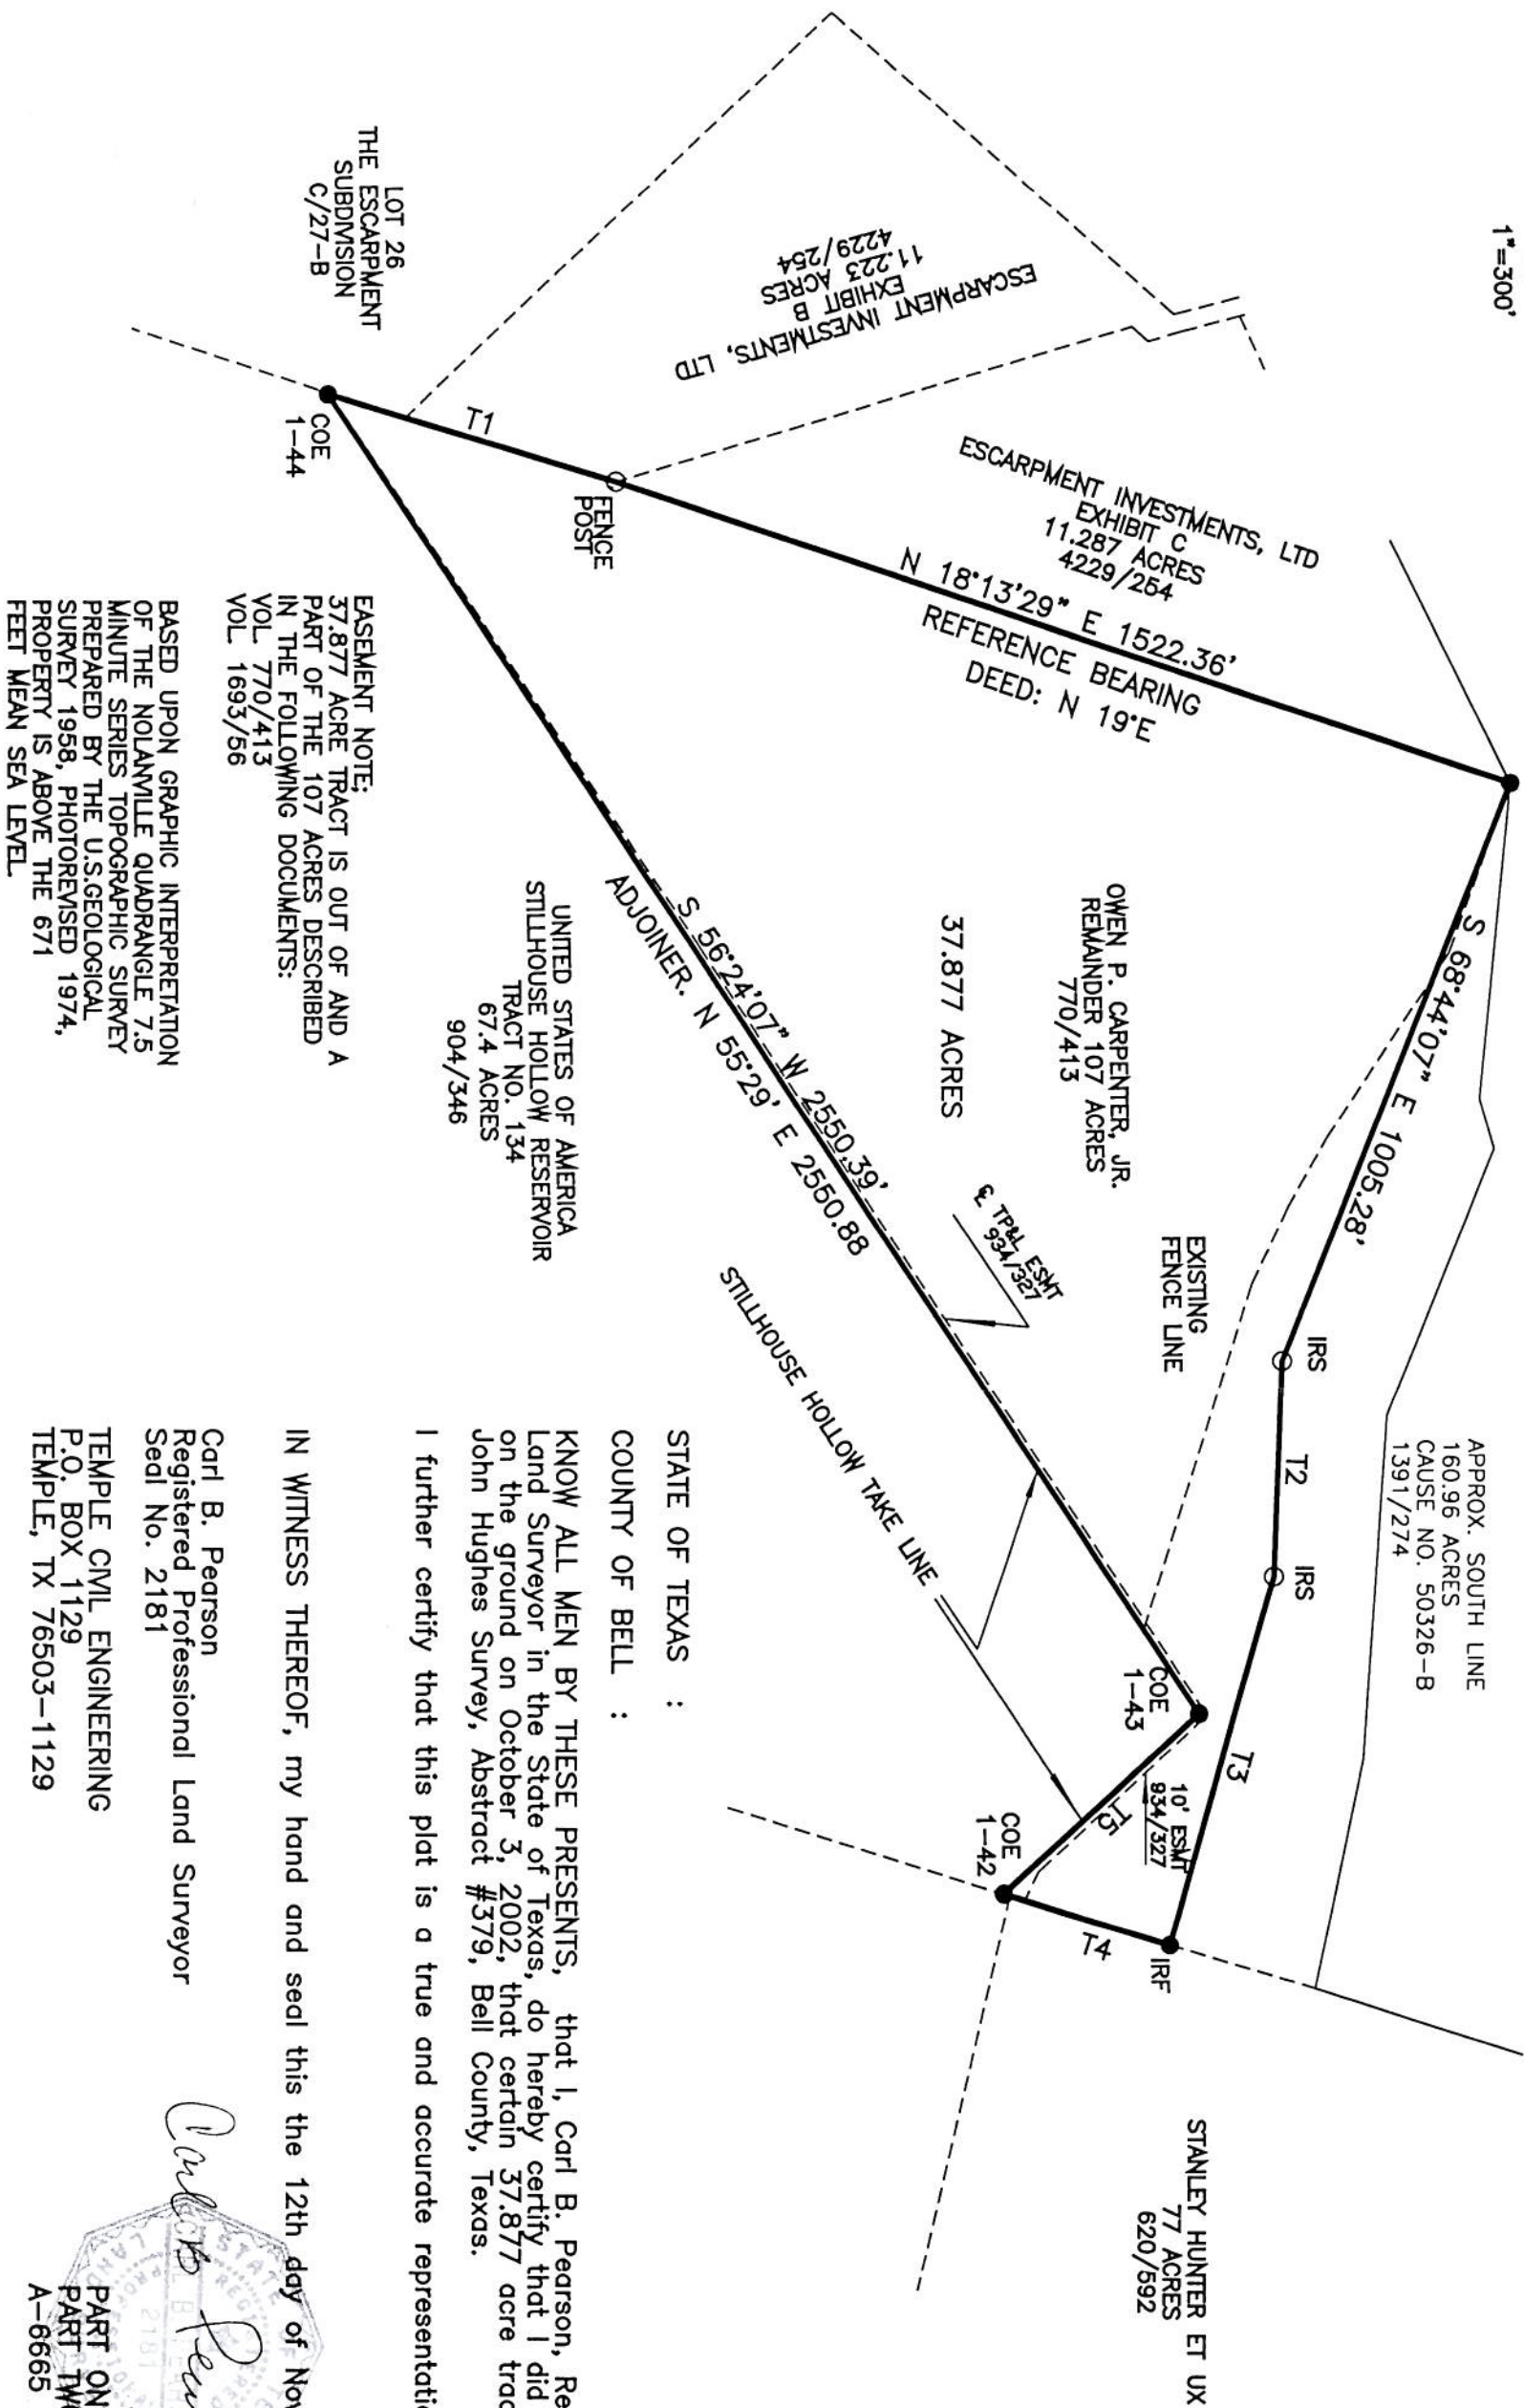 1"=300'
LOT 26
THE ESCARPMENT
SUBDIVISION
C/27-B
ESCARPMENT INVESTMENTS, LTD
EXHIBIT B
11.223 ACRES
4229/254
COE
1-44
T1
FENCE
POST
ESCARPMENT INVESTMENTS, LTD
EXHIBIT C
11.287 ACRES
4229/254
N 18°13'29" E 1522.36'
REFERENCE BEARING
DEED: N 19°E
S 68°44'07" E 1005.28'
OWEN P. CARPENTER, JR.
REMAINDER 107 ACRES
770/413
37.877 ACRES
S 56°24'07" W 2550.39'
ADJOINER. N 55°29' E 2550.88
UNITED STATES OF AMERICA
STILLHOUSE HOLLOW RESERVOIR
TRACT NO. 134
67.4 ACRES
904/346
EASEMENT NOTE:
37.877 ACRE TRACT IS OUT OF AND A
PART OF THE 107 ACRES DESCRIBED
IN THE FOLLOWING DOCUMENTS:
VOL. 770/413
VOL. 1693/56
BASED UPON GRAPHIC INTERPRETATION
OF THE NOLANVILLE QUADRANGLE 7.5
MINUTE SERIES TOPOGRAPHIC SURVEY
PREPARED BY THE U.S.GEOLOGICAL
SURVEY 1958, PHOTOREVISED 1974,
PROPERTY IS ABOVE THE 671
FEET MEAN SEA LEVEL.
EXISTING
FENCE LINE
℄ TP&L ESMT
934/327
STILLHOUSE HOLLOW TAKE LINE
IRS
T2
IRS
APPROX. SOUTH LINE
160.96 ACRES
CAUSE NO. 50326-B
1391/274
COE
1-43
T3
10' ESMT
934/327
T5
COE
1-42
T4
IRF
STANLEY HUNTER ET UX
77 ACRES
620/592
STATE OF TEXAS :
COUNTY OF BELL :
KNOW ALL MEN BY THESE PRESENTS, that I, Carl B. Pearson, Re
Land Surveyor in the State of Texas, do hereby certify that I did
on the ground on October 3, 2002, that certain 37.877 acre trac
John Hughes Survey, Abstract #379, Bell County, Texas.
I further certify that this plat is a true and accurate representatio
IN WITNESS THEREOF, my hand and seal this the 12th day of Nov
Carl B. Pearson
Registered Professional Land Surveyor
Seal No. 2181
TEMPLE CIVIL ENGINEERING
P.O. BOX 1129
TEMPLE, TX 76503-1129
PART ON
PART TW
A-6665